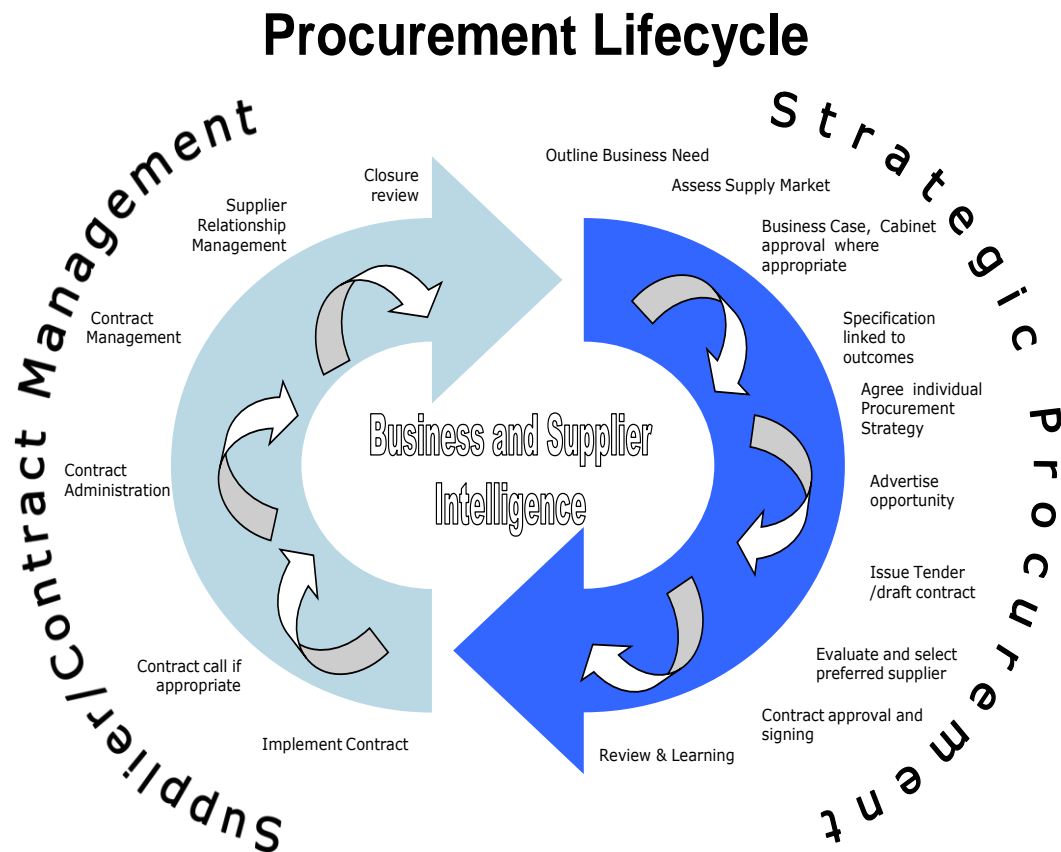 Procurement Lifecycle
Strategic Procurement
Outline Business Need
Assess Supply Market
Business Case, Cabinet
approval where
appropriate
Specification
linked to
outcomes
Agree individual
Procurement
Strategy
Advertise
opportunity
Issue Tender
/draft contract
Evaluate and select
preferred supplier
Contract approval and
signing
Review & Learning
Supplier/Contract Management
Implement Contract
Contract call if
appropriate
Contract
Administration
Contract
Management
Supplier
Relationship
Management
Closure
review
Business and Supplier
Intelligence